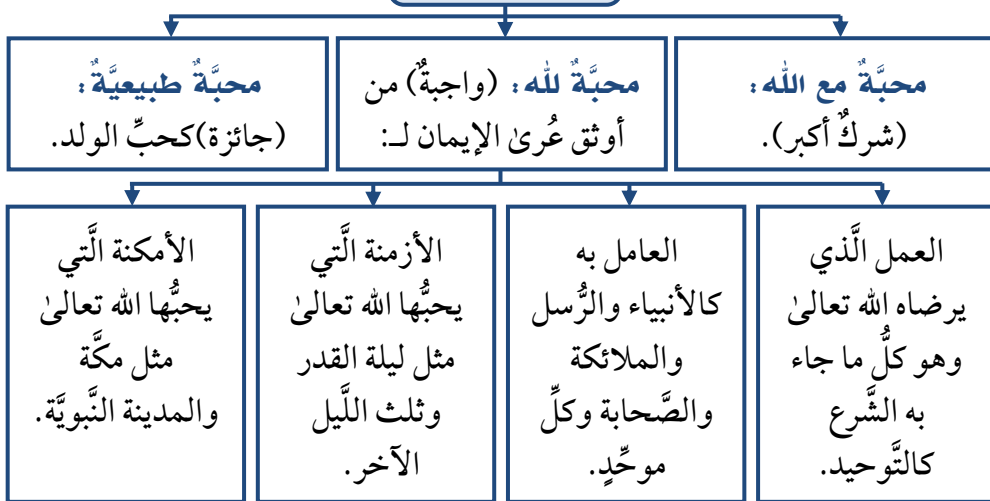 محبَّةٌ مع الله:
(شركٌ أكبر).
محبَّةٌ لله: (واجبةٌ) من
أوثق عُرىٰ الإيمان لـ:
محبَّةٌ طبيعيَّةٌ:
(جائزة)كحبِّ الولد.
العمل الَّذي
يرضاه الله تعالىٰ
وهو كلُّ ما جاء
به الشَّرع
كالتَّوحيد.
العامل به
كالأنبياء والرُّسل
والملائكة
والصَّحابة وكلِّ
موحِّدٍ.
الأزمنة الَّتي
يحبُّها الله تعالىٰ
مثل ليلة القدر
وثلث اللَّيل
الآخر.
الأمكنة الَّتي
يحبُّها الله تعالىٰ
مثل مكَّة
والمدينة النَّبويَّة.